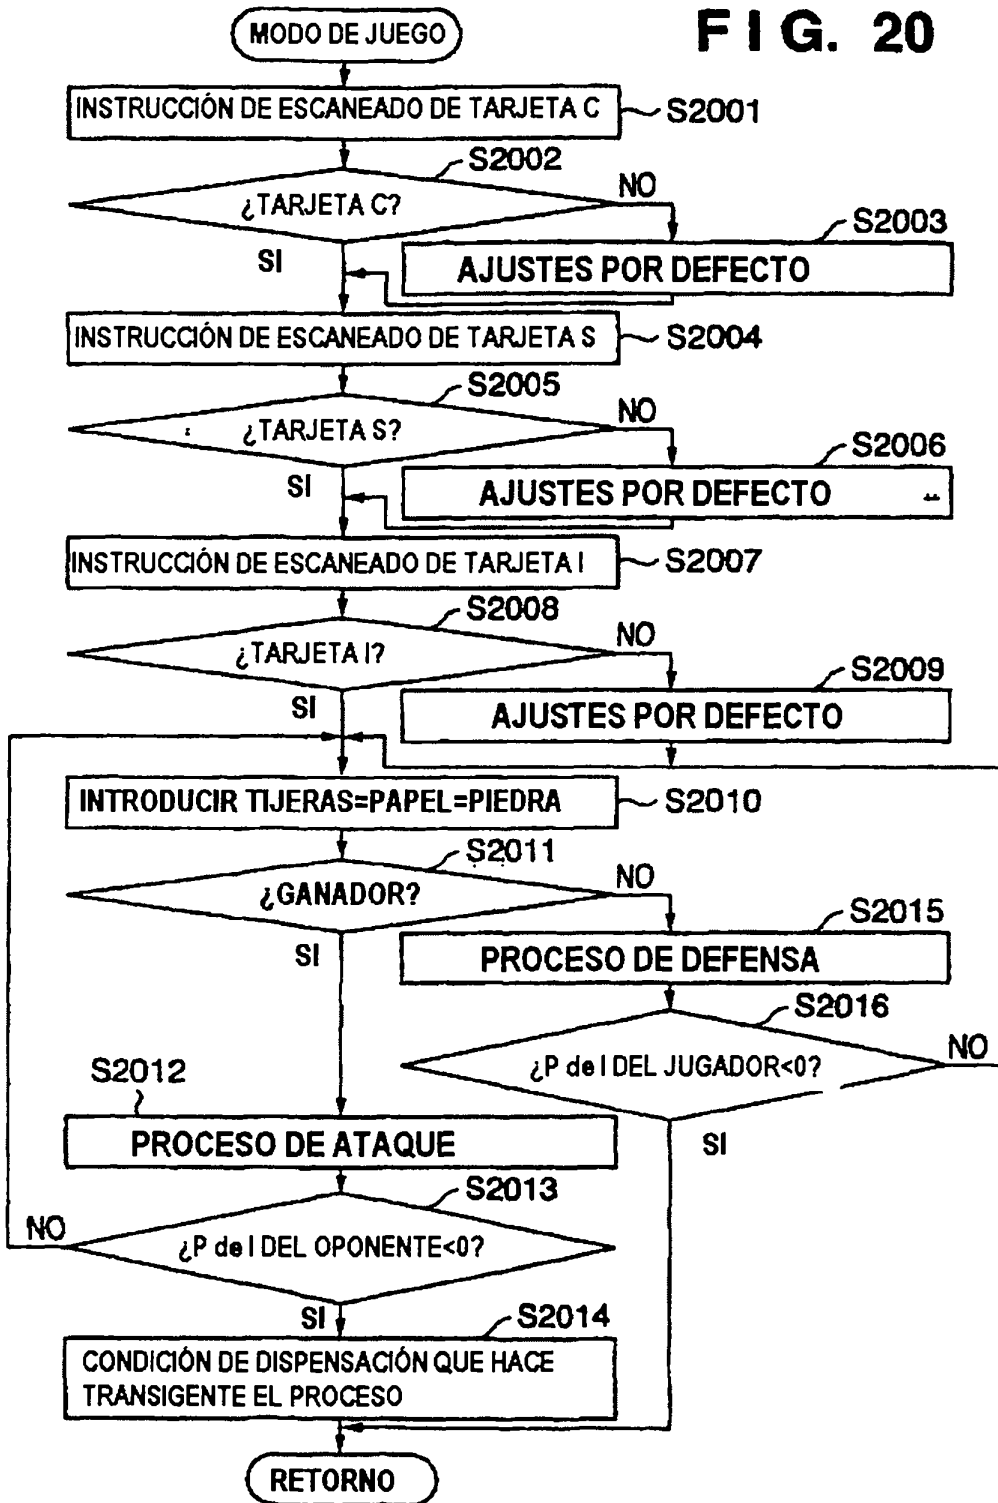 FIG. 20
MODO DE JUEGO
INSTRUCCIÓN DE ESCANEADO DE TARJETA C
S2001
S2002
¿TARJETA C?
NO
SI
S2003
AJUSTES POR DEFECTO
INSTRUCCIÓN DE ESCANEADO DE TARJETA S
S2004
S2005
¿TARJETA S?
NO
SI
S2006
AJUSTES POR DEFECTO
INSTRUCCIÓN DE ESCANEADO DE TARJETA I
S2007
S2008
¿TARJETA I?
NO
SI
S2009
AJUSTES POR DEFECTO
INTRODUCIR TIJERAS=PAPEL=PIEDRA
S2010
S2011
¿GANADOR?
NO
SI
S2015
PROCESO DE DEFENSA
S2016
¿P de I DEL JUGADOR<0?
NO
SI
S2012
PROCESO DE ATAQUE
S2013
¿P de I DEL OPONENTE<0?
NO
SI
S2014
CONDICIÓN DE DISPENSACIÓN QUE HACE
TRANSIGENTE EL PROCESO
RETORNO